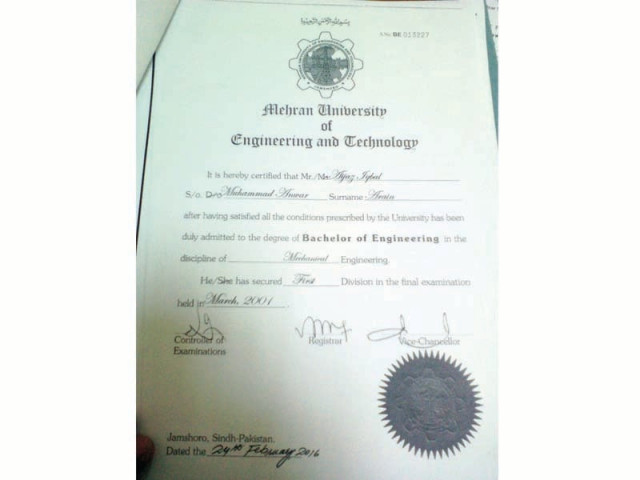 S.No. BE 023227
Mehran University
of
Engineering and Technology
It is hereby certified that Mr./Ms. Ayaz Iqbal
S/o. D/o Muhammad Anwar Surname Arain
after having satisfied all the conditions prescribed by the University has been
duly admitted to the degree of Bachelor of Engineering in the
discipline of Mechanical Engineering.
He/She has secured First Division in the final examination
held in March, 2001
Controller of Examinations
Registrar
Vice-Chancellor
Jamshoro, Sindh-Pakistan.
Dated the 24th February 2016